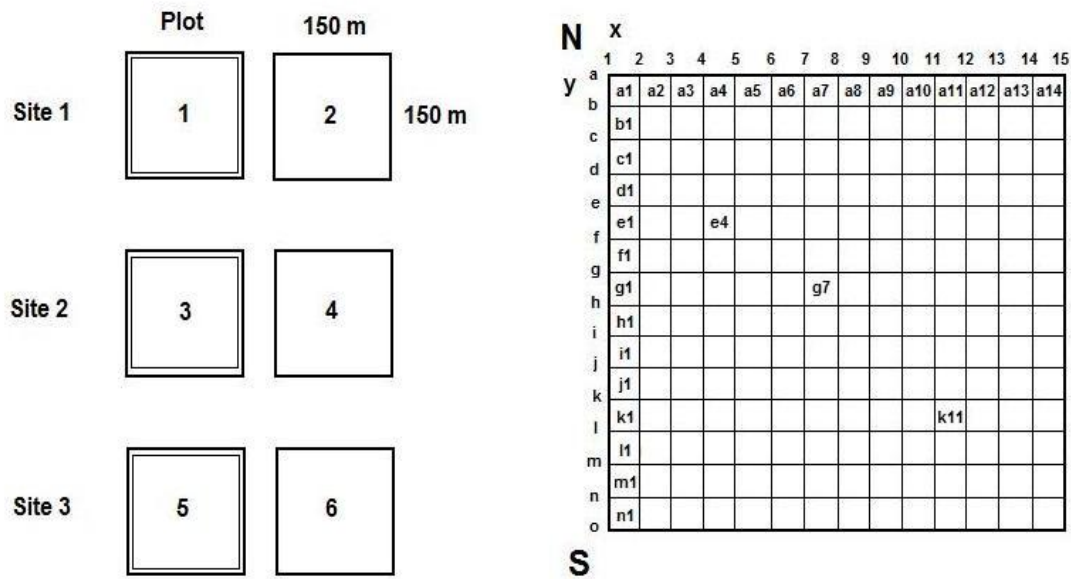 Plot 150 m
Site 1 1 2 150 m
Site 2 3 4
Site 3 5 6
N x
1 2 3 4 5 6 7 8 9 10 11 12 13 14 15
y a
a1 a2 a3 a4 a5 a6 a7 a8 a9 a10 a11 a12 a13 a14
b
b1
c
c1
d
d1
e
e1 e4
f
f1
g
g1 g7
h
h1
i
i1
j
j1
k
k1 k11
l
l1
m
m1
n
n1
o
S